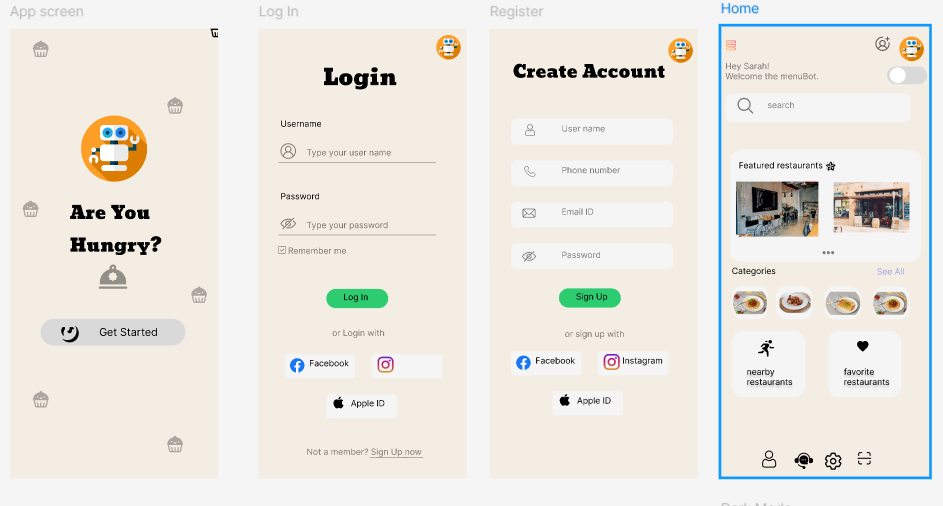 App screen
Are You
Hungry?
Get Started
Log In
Login
Username
Type your user name
Password
Type your password
Remember me
Log In
or Login with
Facebook
Apple ID
Not a member? Sign Up now
Register
Create Account
User name
Phone number
Email ID
Password
Sign Up
or sign up with
Facebook
Instagram
Apple ID
Home
Hey Sarah!
Welcome the menuBot.
search
Featured restaurants
Categories
See All
nearby
restaurants
favorite
restaurants